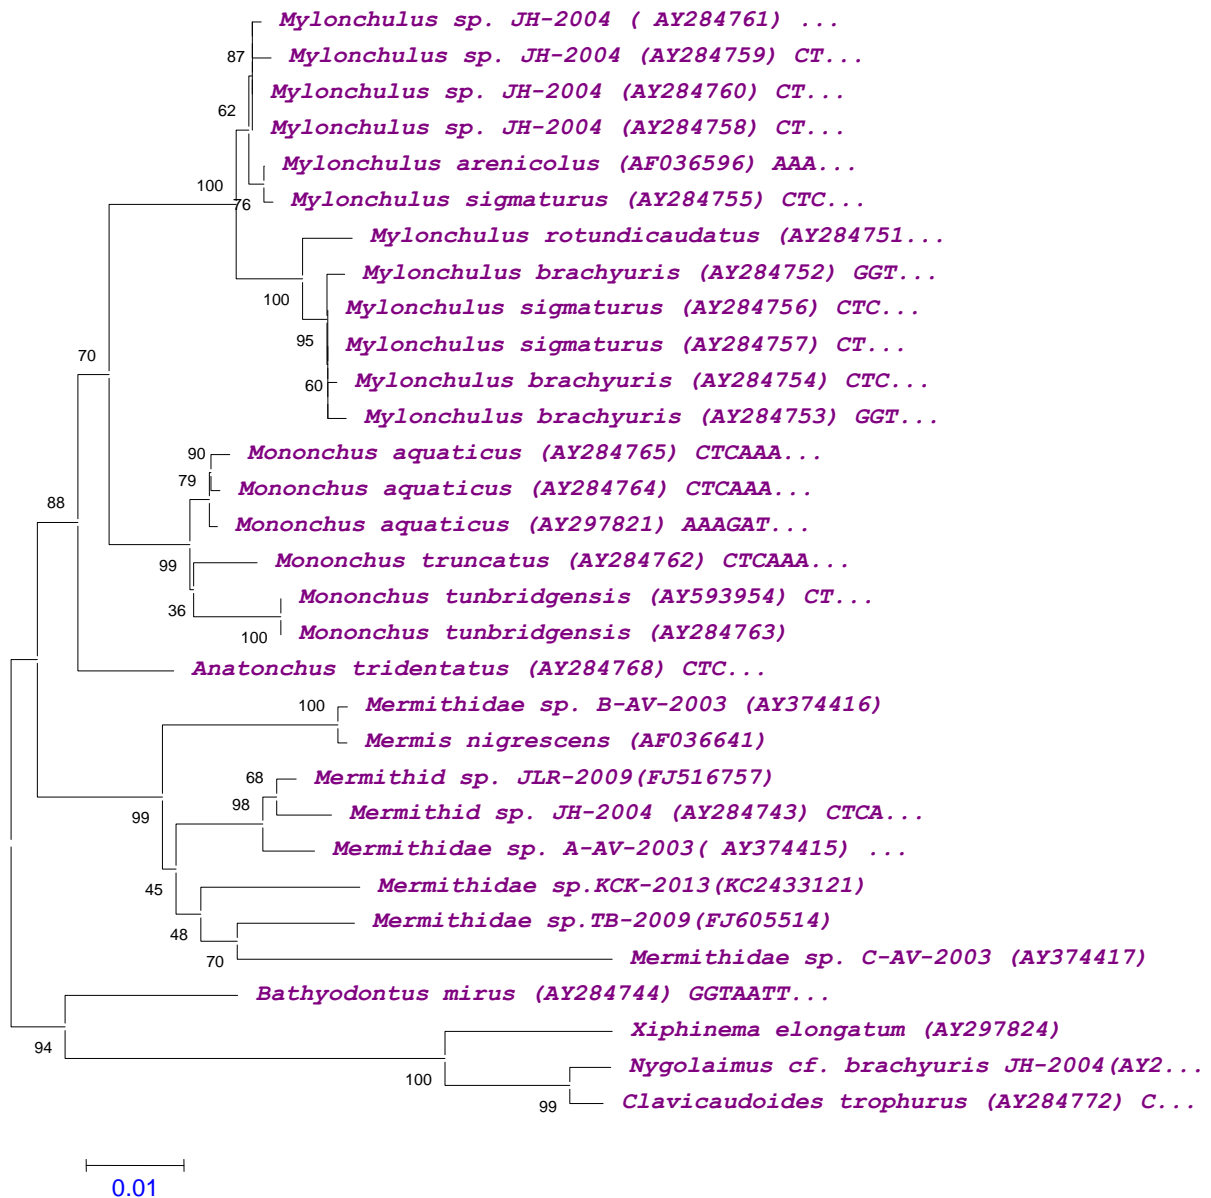 Mylonchulus sp. JH-2004 ( AY284761) ...
87
Mylonchulus sp. JH-2004 (AY284759) CT...
Mylonchulus sp. JH-2004 (AY284760) CT...
62
Mylonchulus sp. JH-2004 (AY284758) CT...
Mylonchulus arenicolus (AF036596) AAA...
100
76
Mylonchulus sigmaturus (AY284755) CTC...
Mylonchulus rotundicaudatus (AY284751...
Mylonchulus brachyuris (AY284752) GGT...
100
Mylonchulus sigmaturus (AY284756) CTC...
95
Mylonchulus sigmaturus (AY284757) CT...
70
Mylonchulus brachyuris (AY284754) CTC...
60
Mylonchulus brachyuris (AY284753) GGT...
90
Mononchus aquaticus (AY284765) CTCAAA...
79
Mononchus aquaticus (AY284764) CTCAAA...
88
Mononchus aquaticus (AY297821) AAAGAT...
99
Mononchus truncatus (AY284762) CTCAAA...
Mononchus tunbridgensis (AY593954) CT...
36
100
Mononchus tunbridgensis (AY284763)
Anatonchus tridentatus (AY284768) CTC...
100
Mermithidae sp. B-AV-2003 (AY374416)
Mermis nigrescens (AF036641)
68
Mermithid sp. JLR-2009(FJ516757)
98
Mermithid sp. JH-2004 (AY284743) CTCA...
99
Mermithidae sp. A-AV-2003( AY374415) ...
45
Mermithidae sp.KCK-2013(KC2433121)
Mermithidae sp.TB-2009(FJ605514)
48
70
Mermithidae sp. C-AV-2003 (AY374417)
Bathyodontus mirus (AY284744) GGTAATT...
Xiphinema elongatum (AY297824)
94
Nygolaimus cf. brachyuris JH-2004(AY2...
100
99
Clavicaudoides trophurus (AY284772) C...
0.01